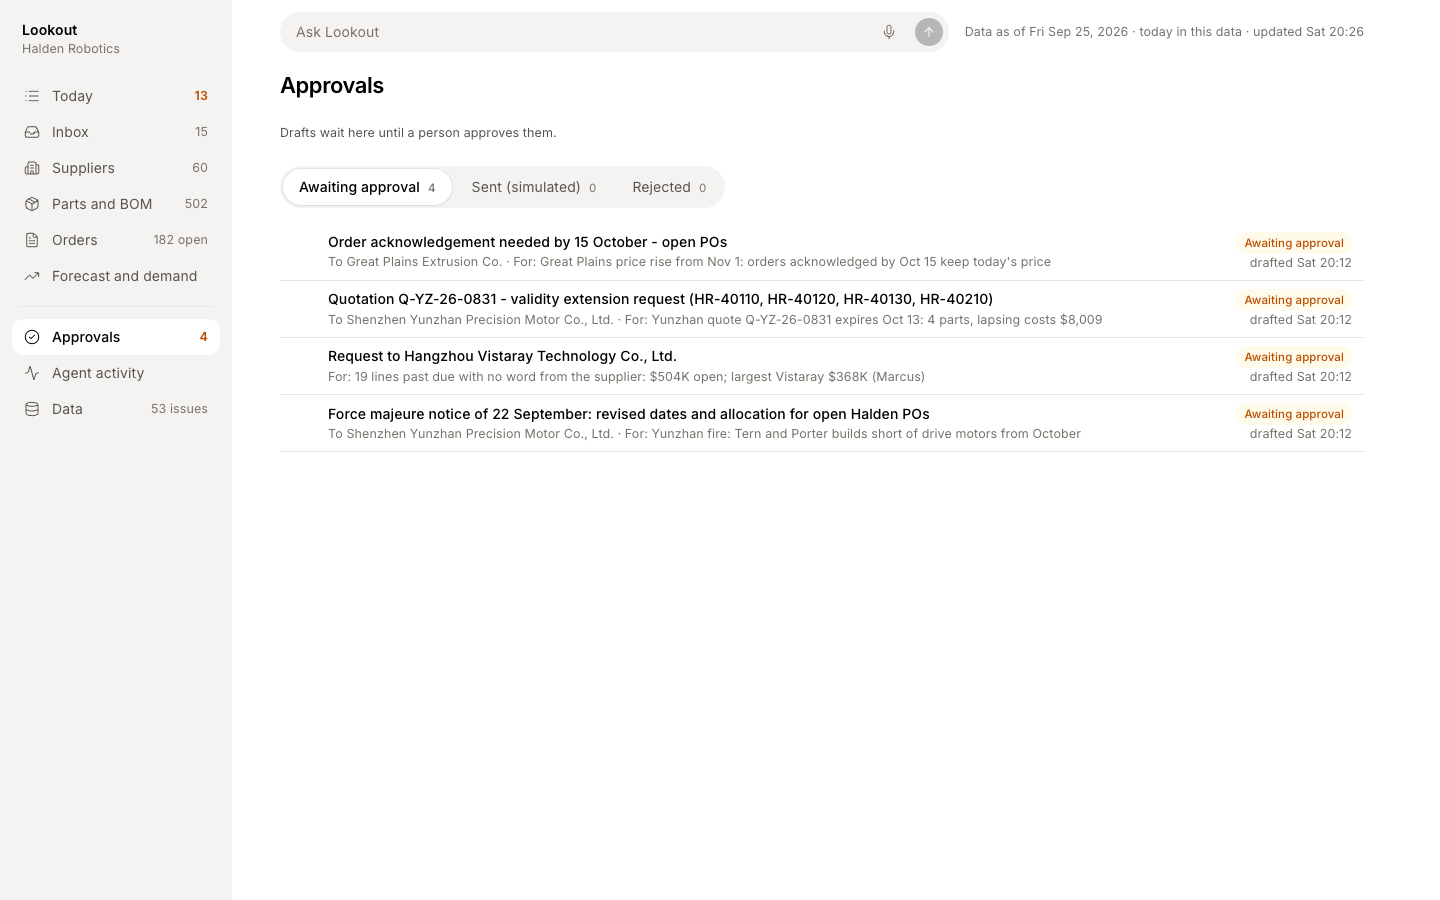 Lookout
Halden Robotics
Today 13
Inbox 15
Suppliers 60
Parts and BOM 502
Orders 182 open
Forecast and demand
Approvals 4
Agent activity
Data 53 issues
Ask Lookout
Data as of Fri Sep 25, 2026 · today in this data · updated Sat 20:26
Approvals
Drafts wait here until a person approves them.
Awaiting approval 4 Sent (simulated) 0 Rejected 0
Order acknowledgement needed by 15 October - open POs Awaiting approval
To Great Plains Extrusion Co. · For: Great Plains price rise from Nov 1: orders acknowledged by Oct 15 keep today's price drafted Sat 20:12
Quotation Q-YZ-26-0831 - validity extension request (HR-40110, HR-40120, HR-40130, HR-40210) Awaiting approval
To Shenzhen Yunzhan Precision Motor Co., Ltd. · For: Yunzhan quote Q-YZ-26-0831 expires Oct 13: 4 parts, lapsing costs $8,009 drafted Sat 20:12
Request to Hangzhou Vistaray Technology Co., Ltd. Awaiting approval
For: 19 lines past due with no word from the supplier: $504K open; largest Vistaray $368K (Marcus) drafted Sat 20:12
Force majeure notice of 22 September: revised dates and allocation for open Halden POs Awaiting approval
To Shenzhen Yunzhan Precision Motor Co., Ltd. · For: Yunzhan fire: Tern and Porter builds short of drive motors from October drafted Sat 20:12